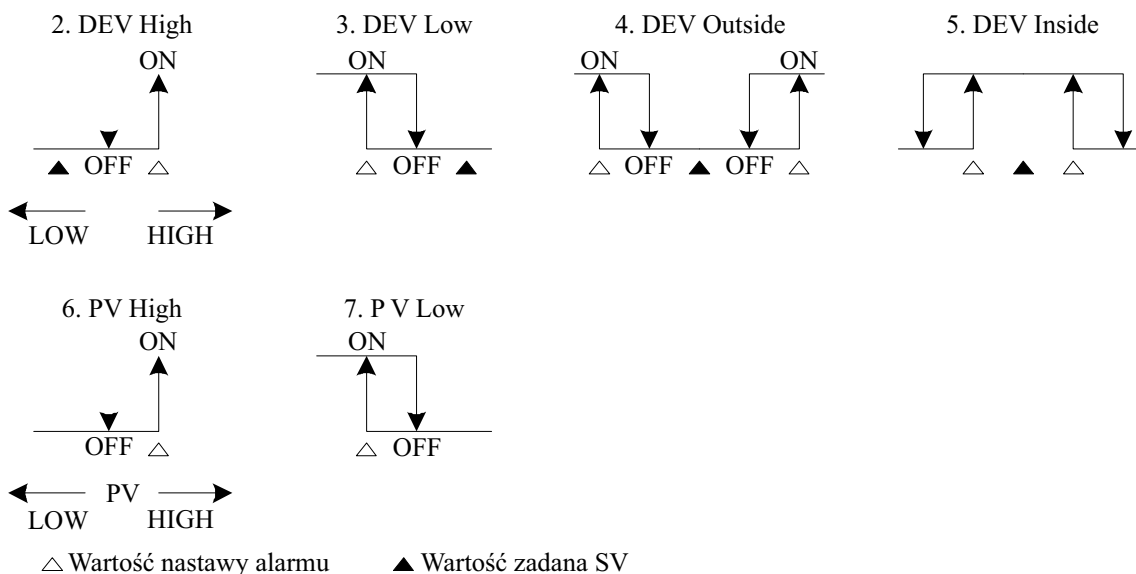 2. DEV High 3. DEV Low 4. DEV Outside 5. DEV Inside
ON ON ON ON
OFF OFF OFF OFF
LOW HIGH
6. PV High 7. P V Low
ON ON
OFF OFF
PV
LOW HIGH
Wartość nastawy alarmu Wartość zadana SV